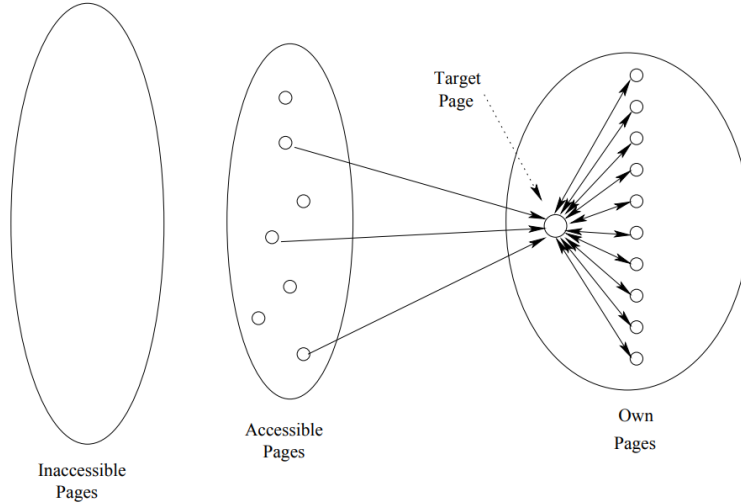 Target
Page
Own
Pages
Accessible
Pages
Inaccessible
Pages